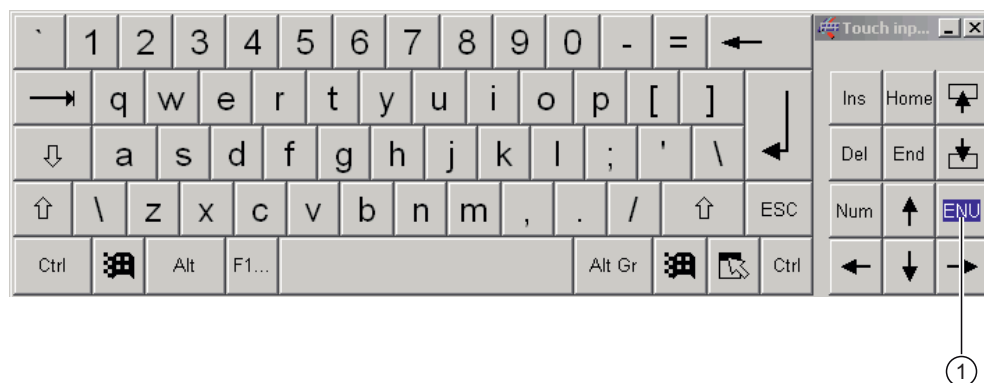 ` 1 2 3 4 5 6 7 8 9 0 - = Touch inp...
q w e r t y u i o p [ ] Ins Home
a s d f g h j k l ; ' \ Del End
\ z x c v b n m , . / ESC Num ENU
Ctrl Alt F1... Alt Gr Ctrl
1